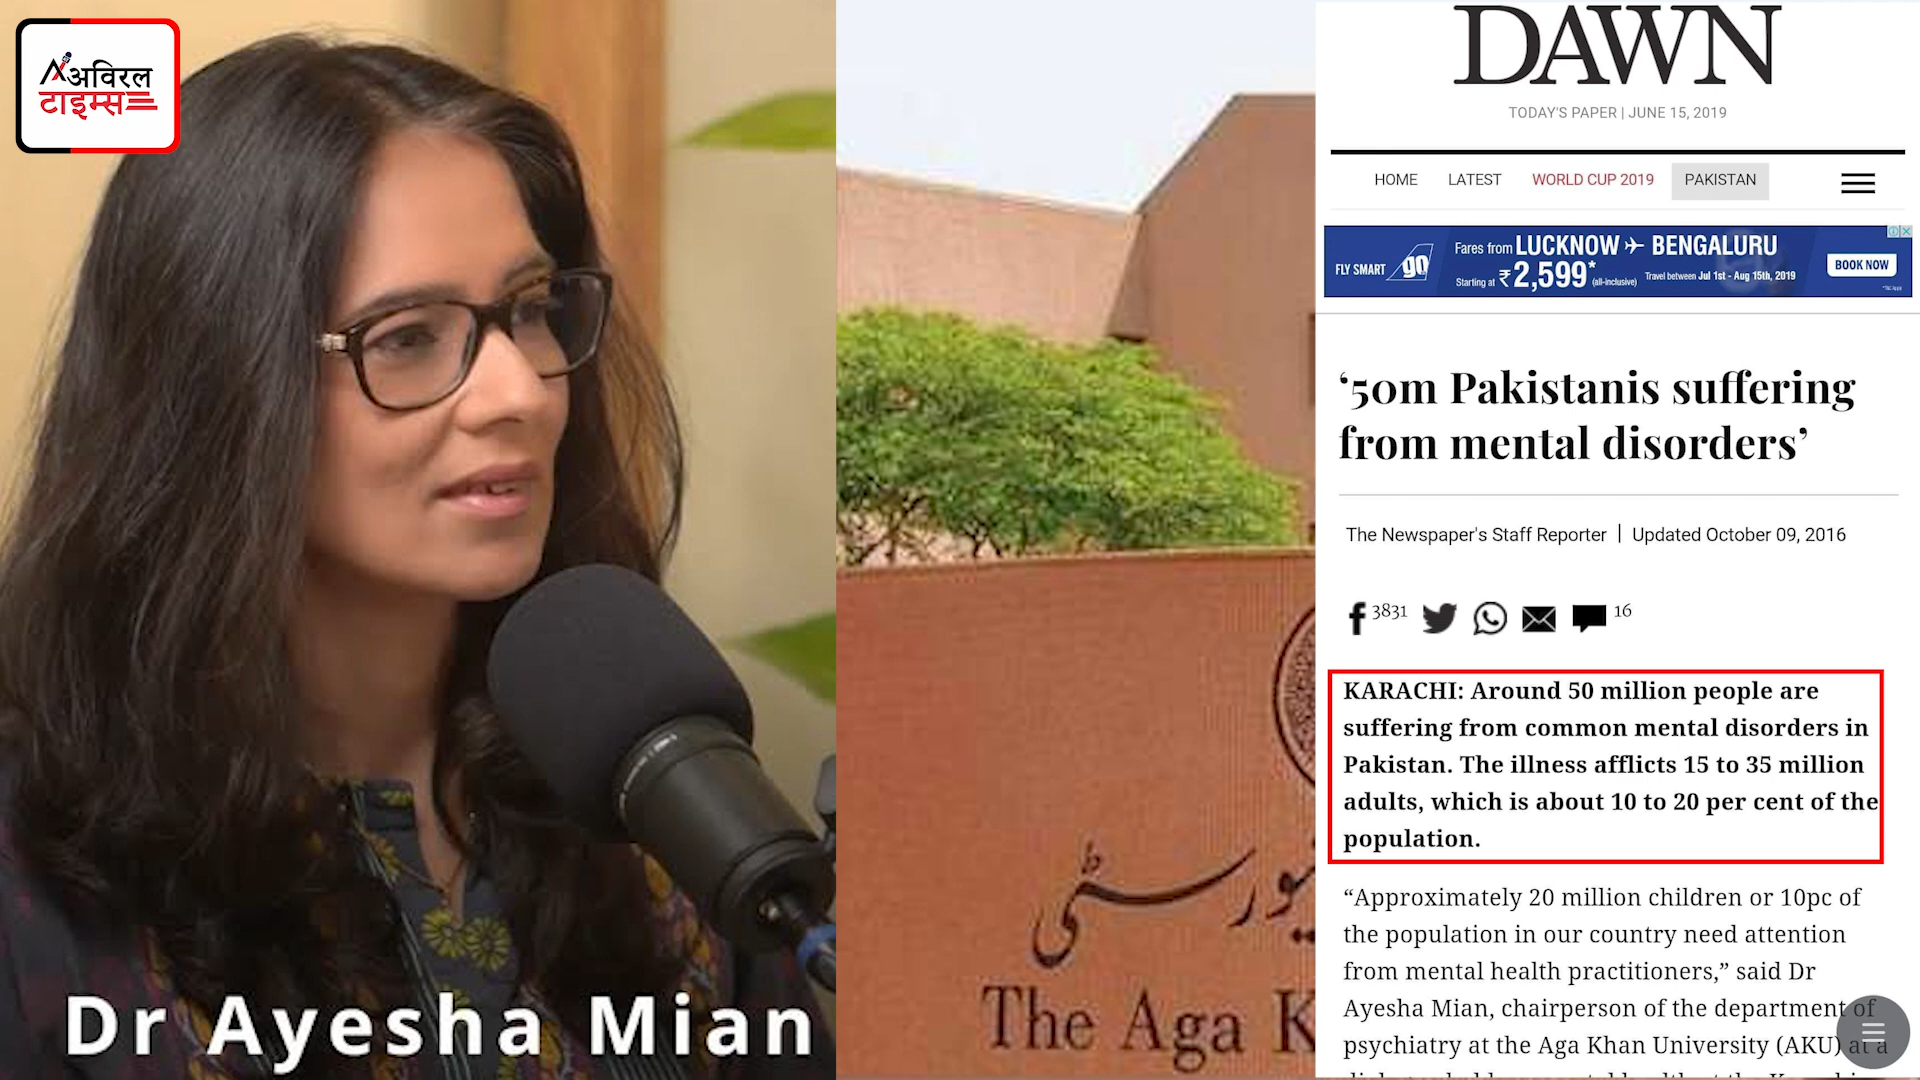 अविरल
टाइम्स
Dr Ayesha Mian
The Aga K
DAWN
TODAY'S PAPER | JUNE 15, 2019
HOME LATEST WORLD CUP 2019 PAKISTAN
FLY SMART go
Fares from LUCKNOW BENGALURU
Starting at ₹2,599* (all-inclusive) Travel between Jul 1st - Aug 15th, 2019
BOOK NOW
‘50m Pakistanis suffering
from mental disorders’
The Newspaper's Staff Reporter | Updated October 09, 2016
3831 16
KARACHI: Around 50 million people are
suffering from common mental disorders in
Pakistan. The illness afflicts 15 to 35 million
adults, which is about 10 to 20 per cent of the
population.
“Approximately 20 million children or 10pc of
the population in our country need attention
from mental health practitioners,” said Dr
Ayesha Mian, chairperson of the department of
psychiatry at the Aga Khan University (AKU) at a